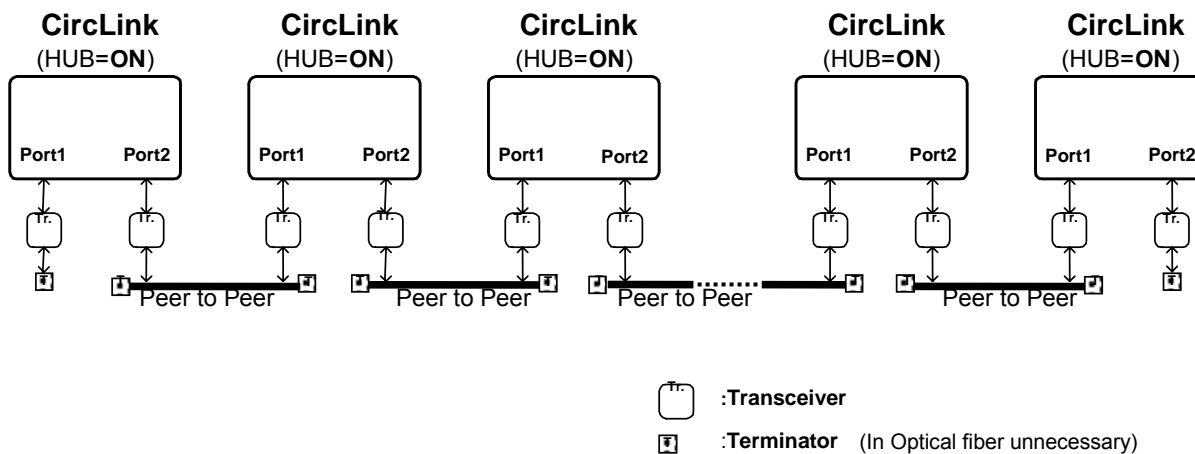 CircLink CircLink CircLink CircLink CircLink
(HUB=ON) (HUB=ON) (HUB=ON) (HUB=ON) (HUB=ON)
Port1 Port2 Port1 Port2 Port1 Port2 Port1 Port2 Port1 Port2
Tr. Tr. Tr. Tr. Tr. Tr. Tr. Tr. Tr. Tr.
Peer to Peer Peer to Peer Peer to Peer Peer to Peer
Tr. :Transceiver
:Terminator (In Optical fiber unnecessary)